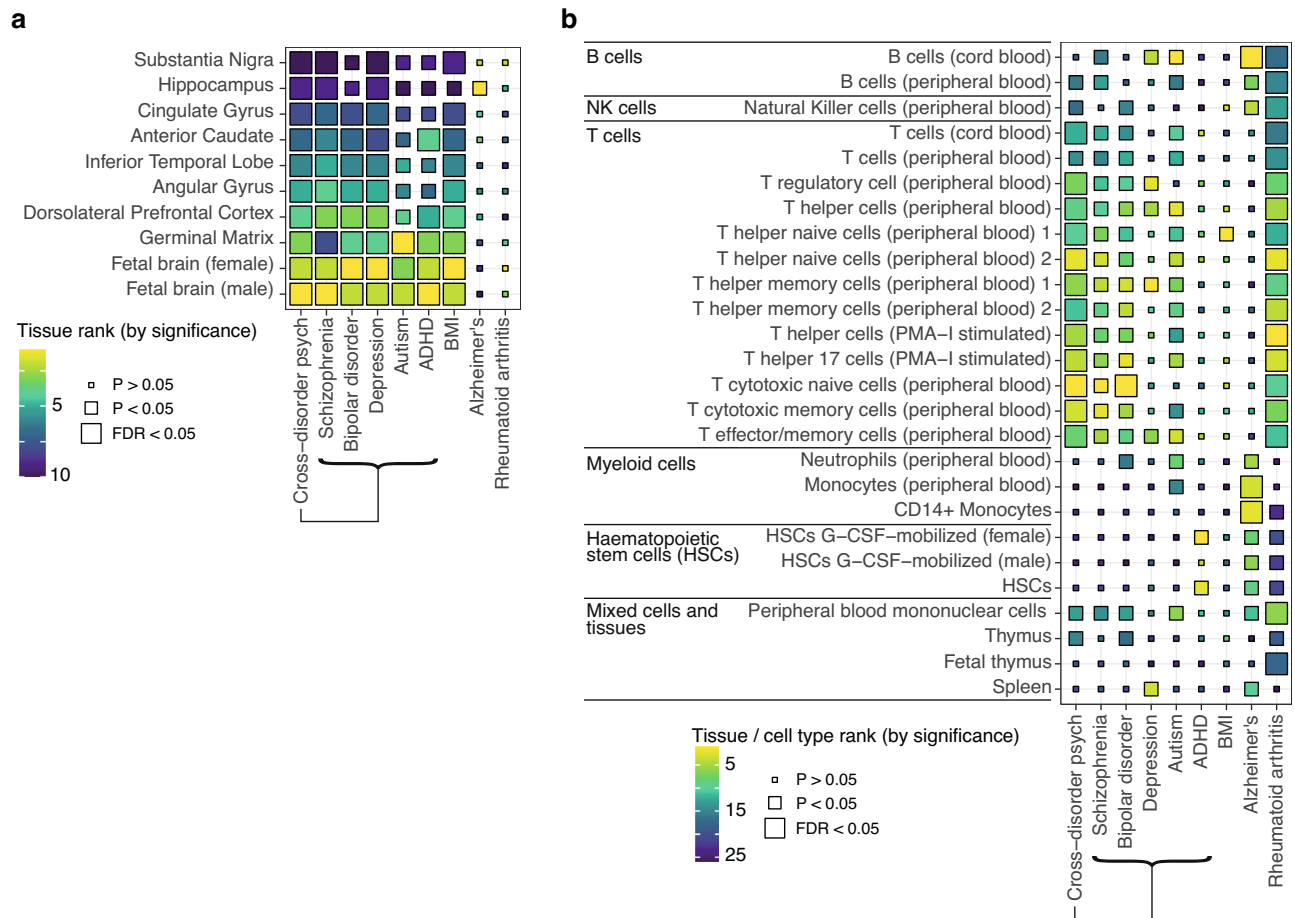 a
Substantia Nigra
Hippocampus
Cingulate Gyrus
Anterior Caudate
Inferior Temporal Lobe
Angular Gyrus
Dorsolateral Prefrontal Cortex
Germinal Matrix
Fetal brain (female)
Fetal brain (male)
Cross−disorder psych
Schizophrenia
Bipolar disorder
Depression
Autism
ADHD
BMI
Alzheimer's
Rheumatoid arthritis
Tissue rank (by significance)
5
10
P > 0.05
P < 0.05
FDR < 0.05
b
B cells
B cells (cord blood)
B cells (peripheral blood)
NK cells
Natural Killer cells (peripheral blood)
T cells
T cells (cord blood)
T cells (peripheral blood)
T regulatory cell (peripheral blood)
T helper cells (peripheral blood)
T helper naive cells (peripheral blood) 1
T helper naive cells (peripheral blood) 2
T helper memory cells (peripheral blood) 1
T helper memory cells (peripheral blood) 2
T helper cells (PMA−I stimulated)
T helper 17 cells (PMA−I stimulated)
T cytotoxic naive cells (peripheral blood)
T cytotoxic memory cells (peripheral blood)
T effector/memory cells (peripheral blood)
Myeloid cells
Neutrophils (peripheral blood)
Monocytes (peripheral blood)
CD14+ Monocytes
Haematopoietic
stem cells (HSCs)
HSCs G−CSF−mobilized (female)
HSCs G−CSF−mobilized (male)
HSCs
Mixed cells and
tissues
Peripheral blood mononuclear cells
Thymus
Fetal thymus
Spleen
Cross−disorder psych
Schizophrenia
Bipolar disorder
Depression
Autism
ADHD
BMI
Alzheimer's
Rheumatoid arthritis
Tissue / cell type rank (by significance)
5
15
25
P > 0.05
P < 0.05
FDR < 0.05